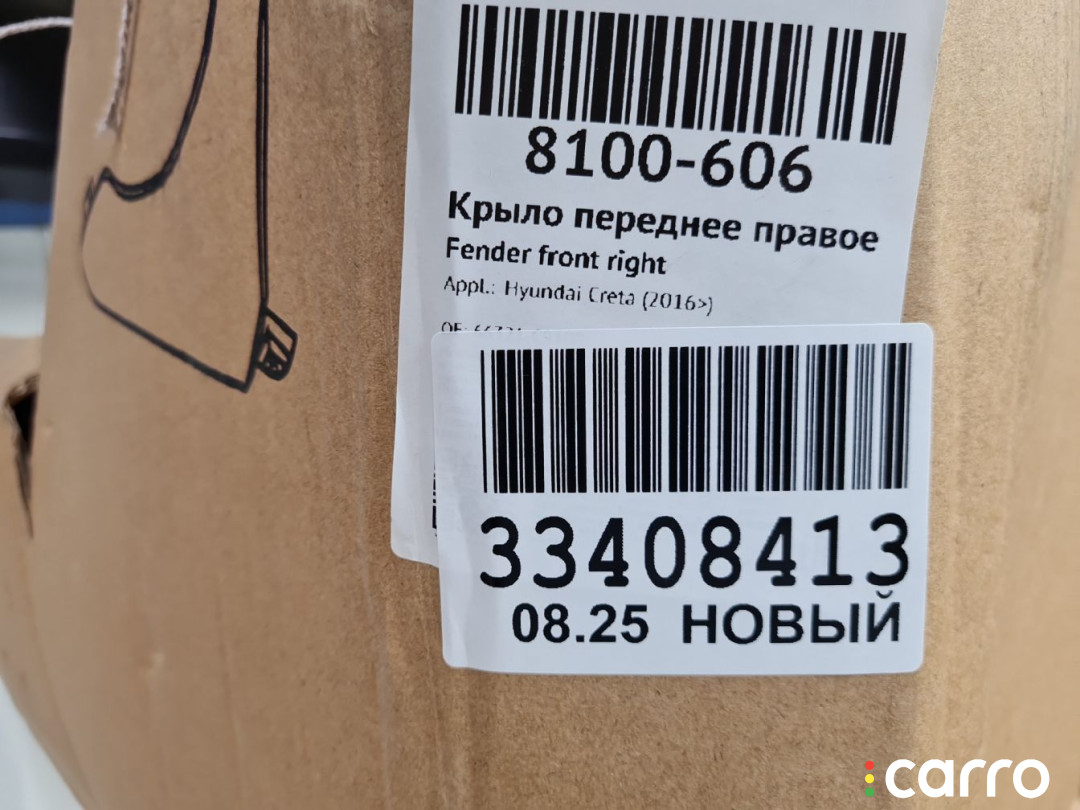 8100-606
Крыло переднее правое
Fender front right
Appl.: Hyundai Creta (2016>)
33408413
08.25 НОВЫЙ
carro